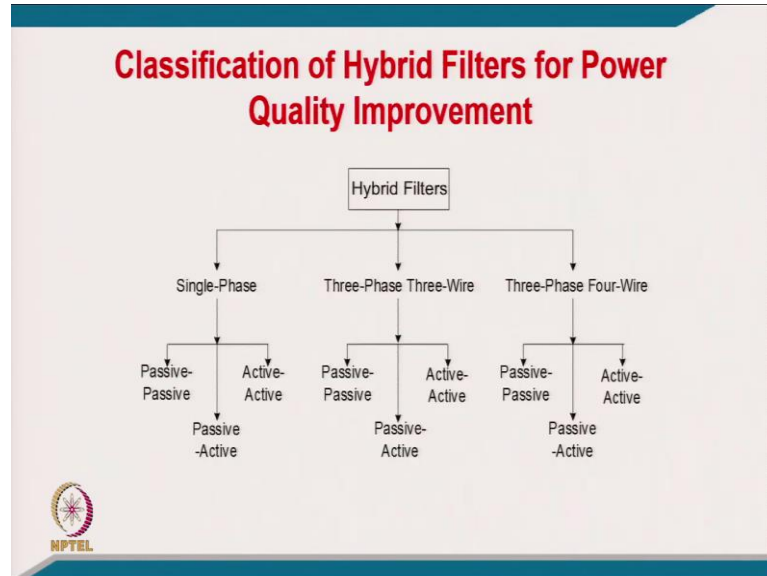 Classification of Hybrid Filters for Power
Quality Improvement
Hybrid Filters
Single-Phase
Three-Phase Three-Wire
Three-Phase Four-Wire
Passive-
Passive
Active-
Active
Passive
-Active
Passive-
Passive
Active-
Active
Passive-
Active
Passive-
Passive
Active-
Active
Passive
-Active
NPTEL